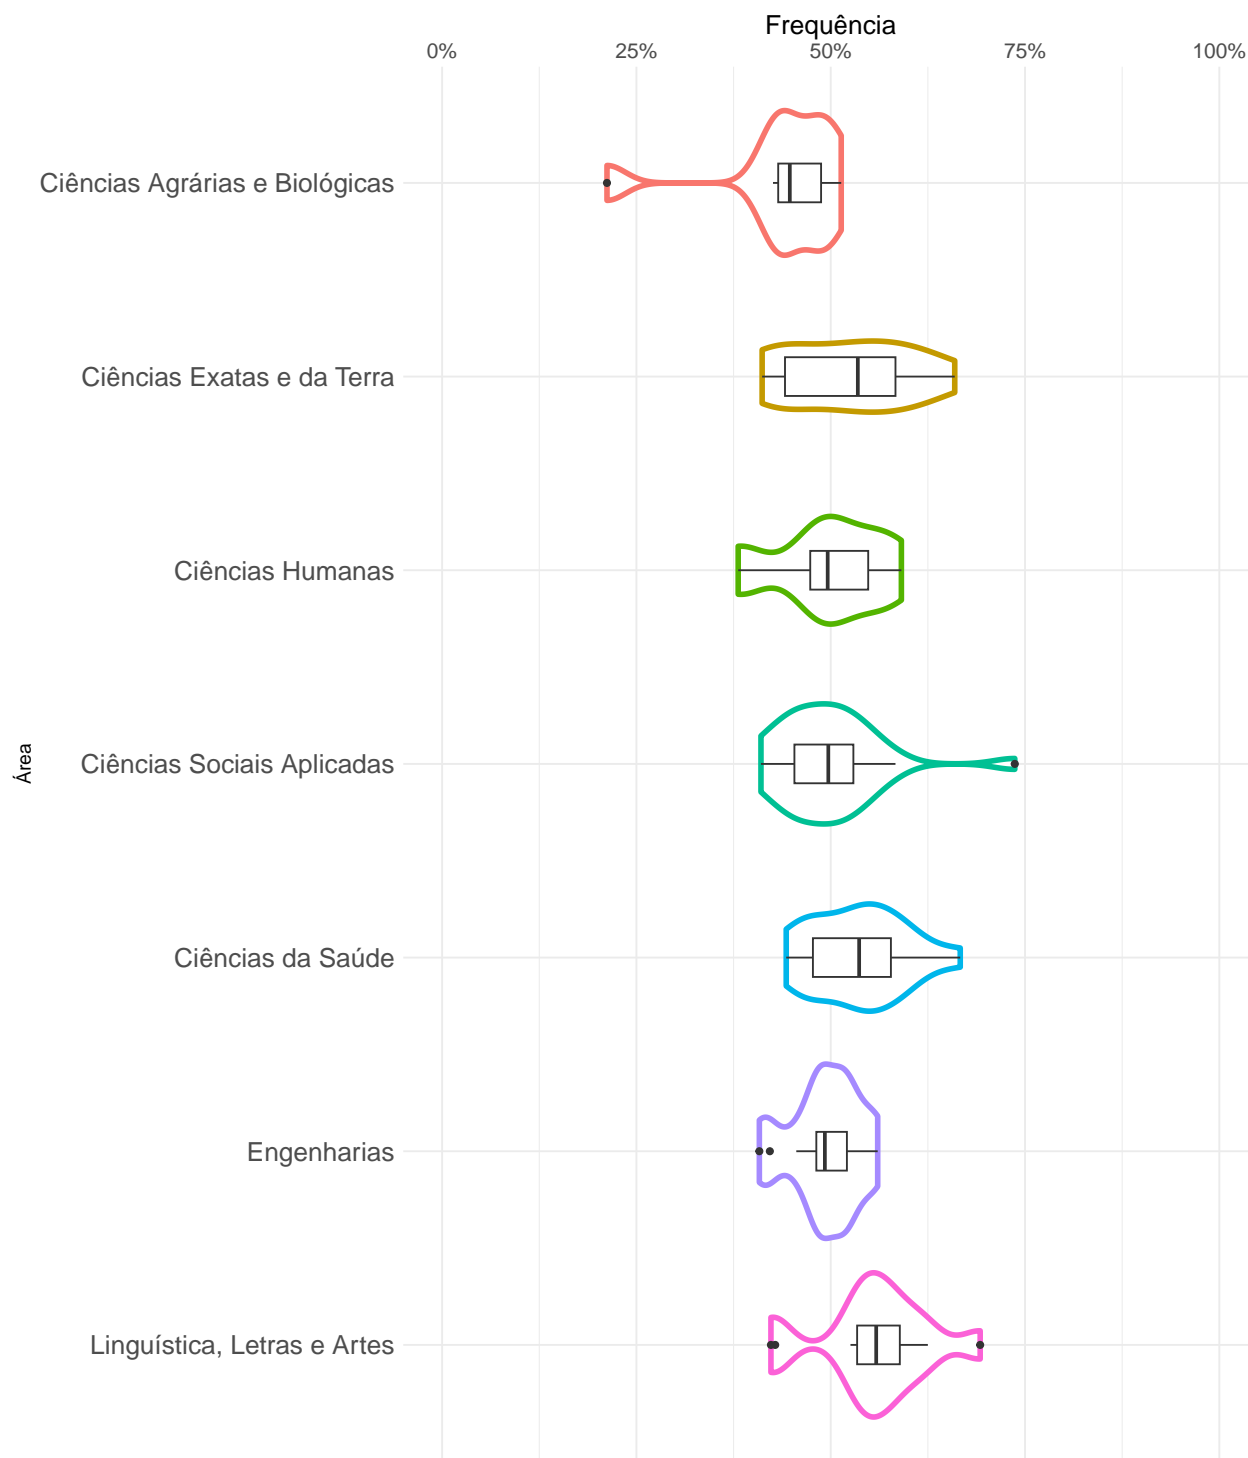 Frequência
0% 25% 50% 75% 100%
Ciências Agrárias e Biológicas
Ciências Exatas e da Terra
Ciências Humanas
Ciências Sociais Aplicadas
Área
Ciências da Saúde
Engenharias
Linguística, Letras e Artes